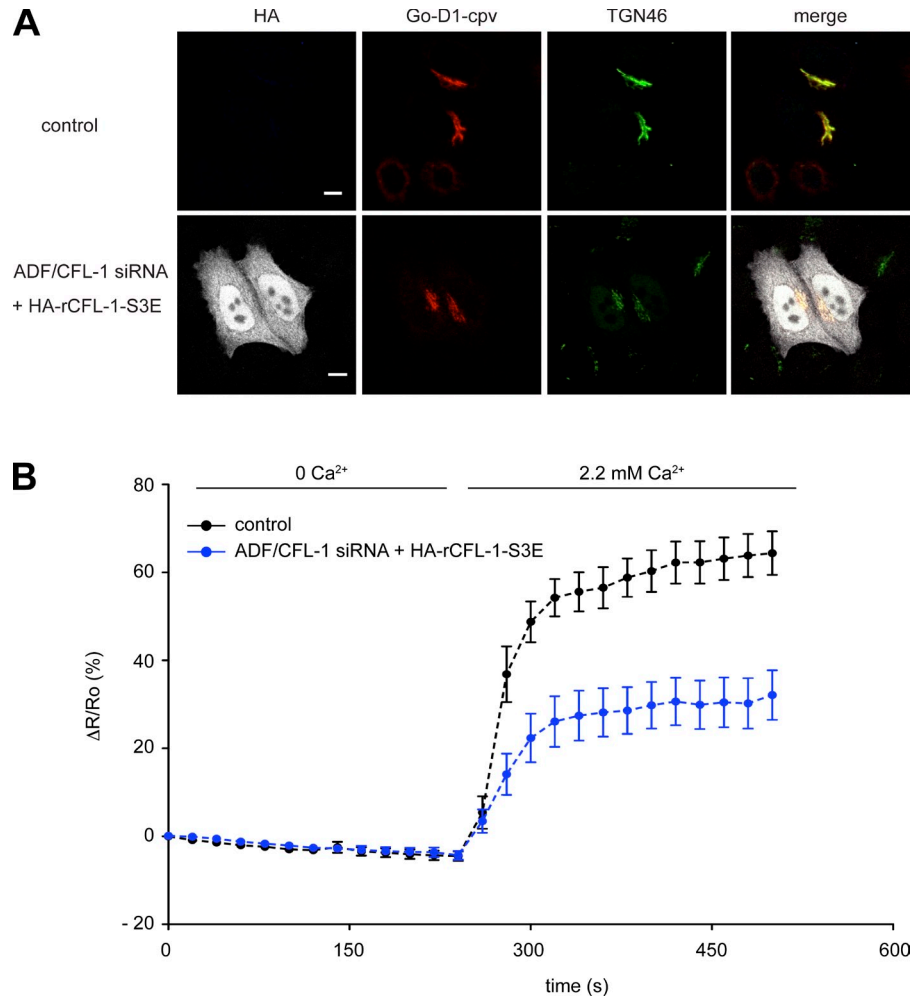 A
HA Go-D1-cpv TGN46 merge
control
ADF/CFL-1 siRNA
+ HA-rCFL-1-S3E
B
0 Ca²⁺ 2.2 mM Ca²⁺
control
ADF/CFL-1 siRNA + HA-rCFL-1-S3E
80
60
40
20
0
- 20
ΔR/Ro (%)
0 150 300 450 600
time (s)